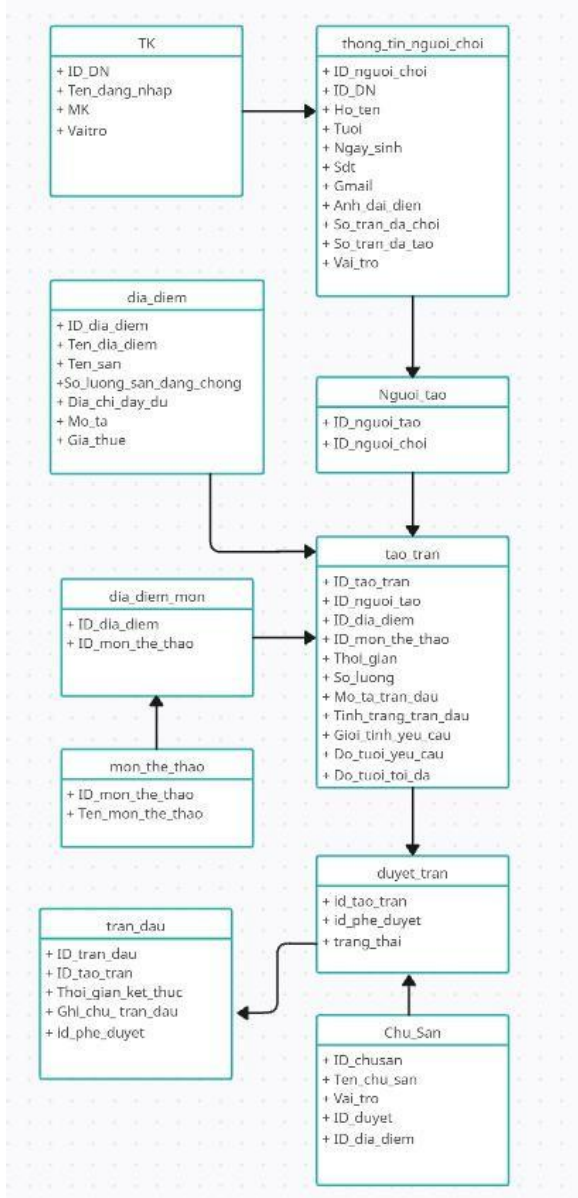 TK
+ ID_DN
+ Ten_dang_nhap
+ MK
+ Vaitro
thong_tin_nguoi_choi
+ ID_nguoi_choi
+ ID_DN
+ Ho_ten
+ Tuoi
+ Ngay_sinh
+ Sdt
+ Gmail
+ Anh_dai_dien
+ So_tran_da_choi
+ So_tran_da_tao
+ Vai_tro
dia_diem
+ ID_dia_diem
+ Ten_dia_diem
+ Ten_san
+So_luong_san_dang_chong
+ Dia_chi_day_du
+ Mo_ta
+ Gia_thue
Nguoi_tao
+ ID_nguoi_tao
+ ID_nguoi_choi
tao_tran
+ ID_tao_tran
+ ID_nguoi_tao
+ ID_dia_diem
+ ID_mon_the_thao
+ Thoi_gian
+ So_luong
+ Mo_ta_tran_dau
+ Tinh_trang_tran_dau
+ Gioi_tinh_yeu_cau
+ Do_tuoi_yeu_cau
+ Do_tuoi_toi_da
dia_diem_mon
+ ID_dia_diem
+ ID_mon_the_thao
mon_the_thao
+ ID_mon_the_thao
+ Ten_mon_the_thao
duyet_tran
+ id_tao_tran
+ id_phe_duyet
+ trang_thai
tran_dau
+ ID_tran_dau
+ ID_tao_tran
+ Thoi_gian_ket_thuc
+ Ghi_chu_ tran_dau
+ id_phe_duyet
Chu_San
+ ID_chusan
+ Ten_chu_san
+ Vai_tro
+ ID_duyet
+ ID_dia_diem